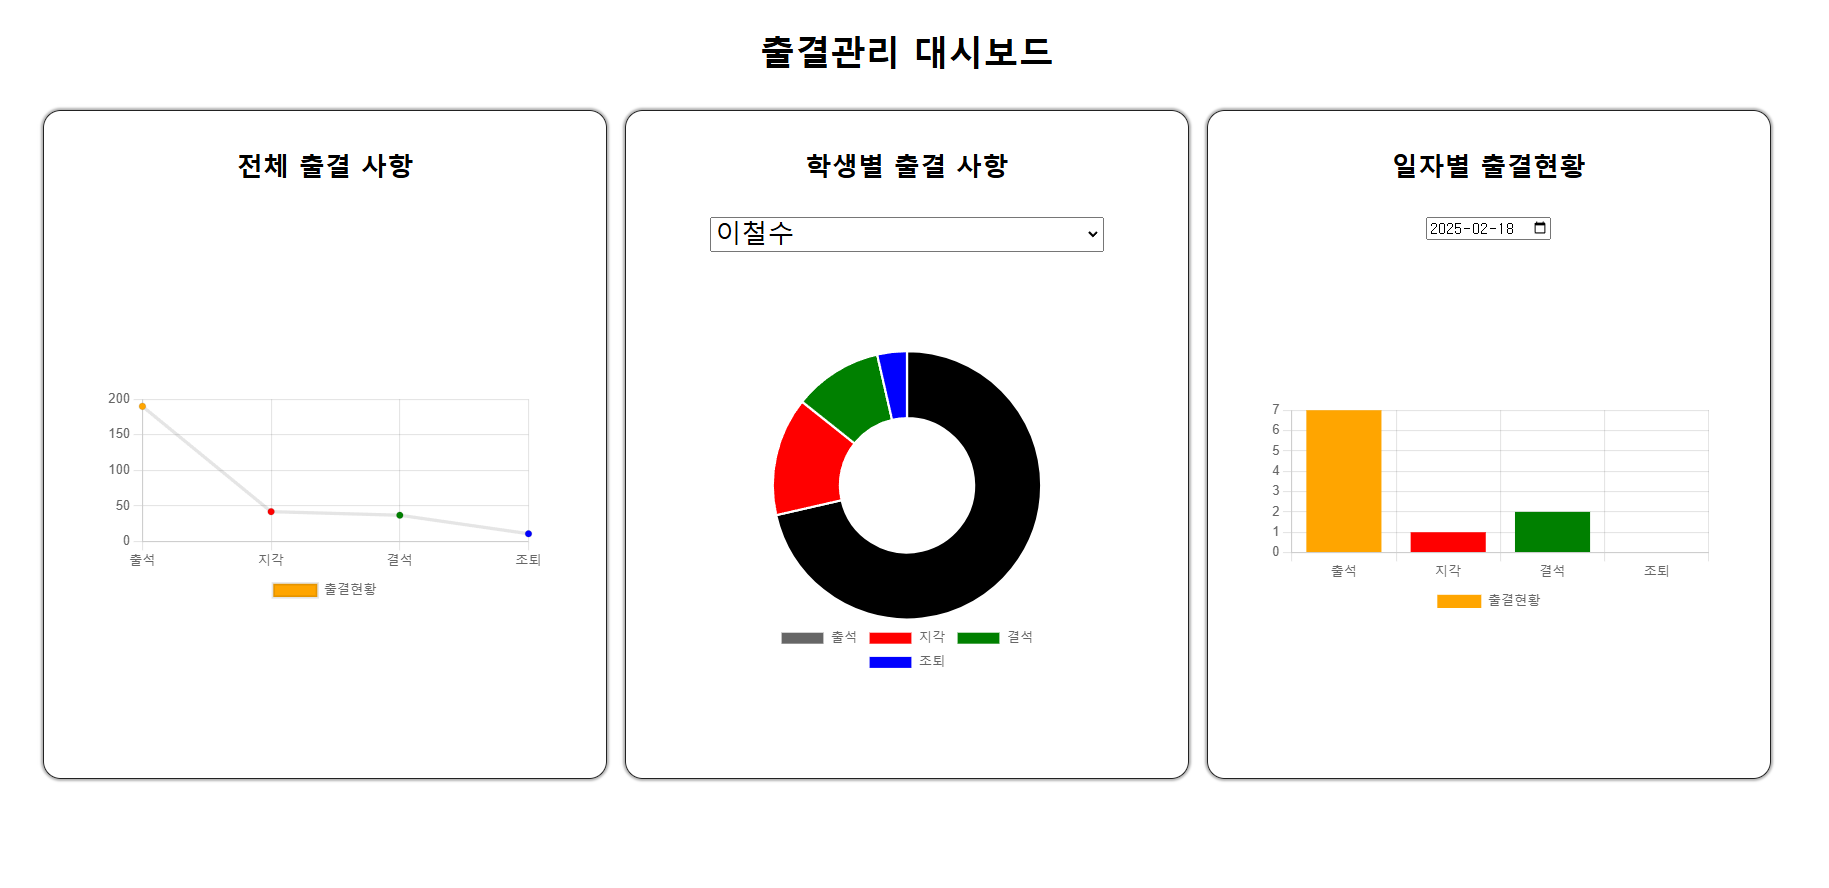 출결관리 대시보드
전체 출결 사항
200
150
100
50
0
출석 지각 결석 조퇴
출결현황
학생별 출결 사항
이철수
출석 지각 결석
조퇴
일자별 출결현황
2025-02-18
7
6
5
4
3
2
1
0
출석 지각 결석 조퇴
출결현황